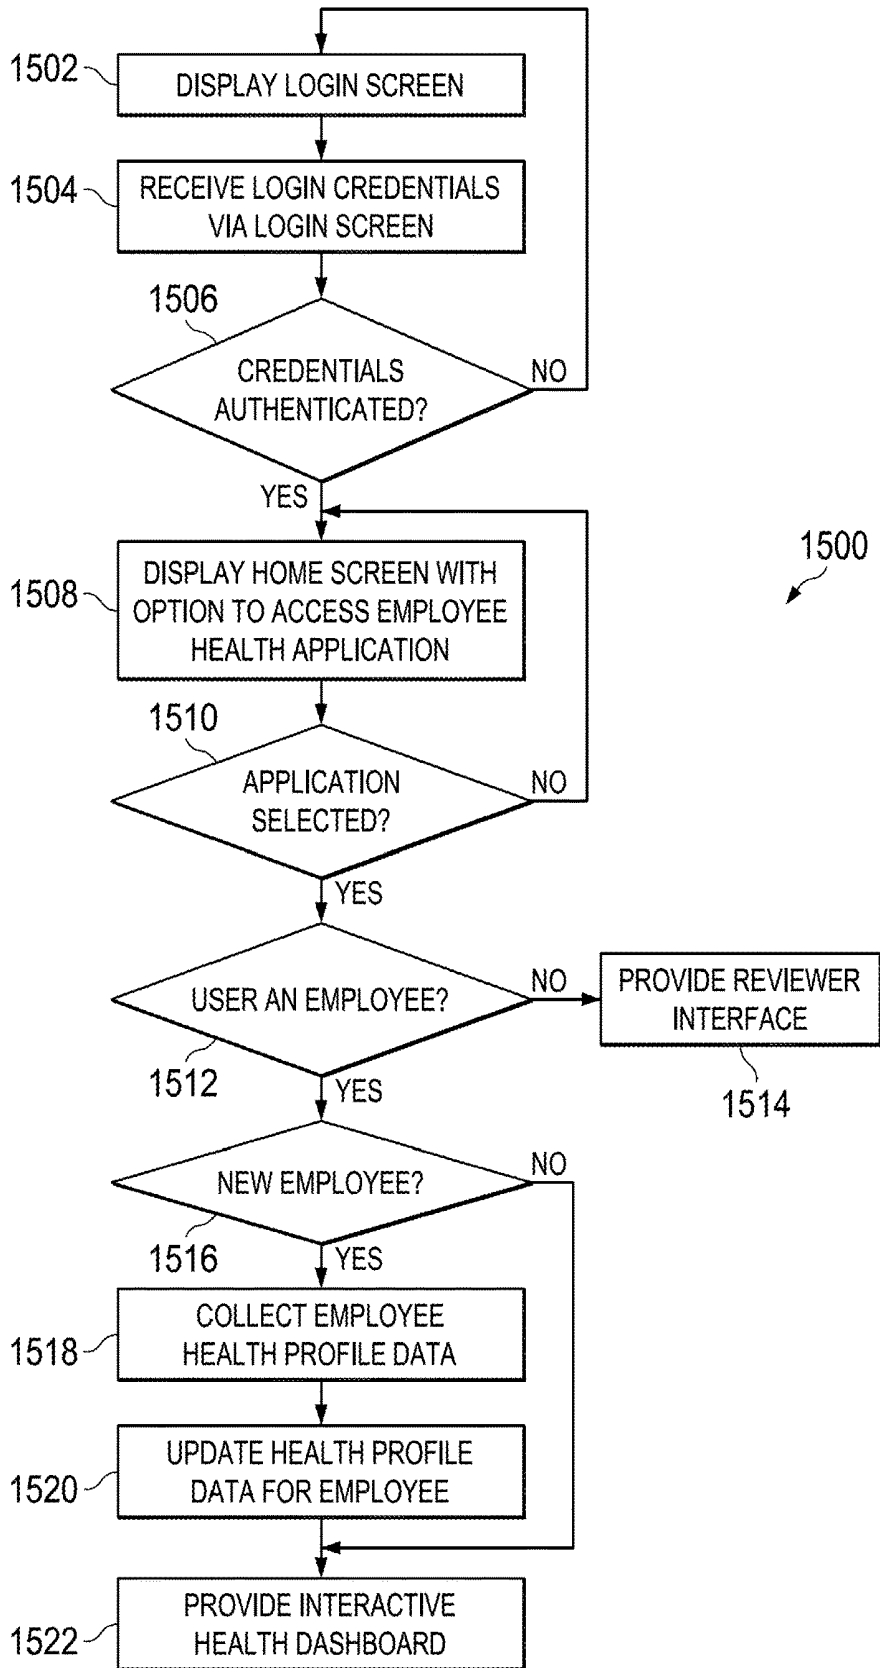 1502
DISPLAY LOGIN SCREEN
1504
RECEIVE LOGIN CREDENTIALS
VIA LOGIN SCREEN
1506
CREDENTIALS
AUTHENTICATED?
NO
YES
1500
1508
DISPLAY HOME SCREEN WITH
OPTION TO ACCESS EMPLOYEE
HEALTH APPLICATION
1510
APPLICATION
SELECTED?
NO
YES
USER AN EMPLOYEE?
NO
PROVIDE REVIEWER
INTERFACE
1512
YES
1514
NEW EMPLOYEE?
NO
1516
YES
1518
COLLECT EMPLOYEE
HEALTH PROFILE DATA
1520
UPDATE HEALTH PROFILE
DATA FOR EMPLOYEE
1522
PROVIDE INTERACTIVE
HEALTH DASHBOARD